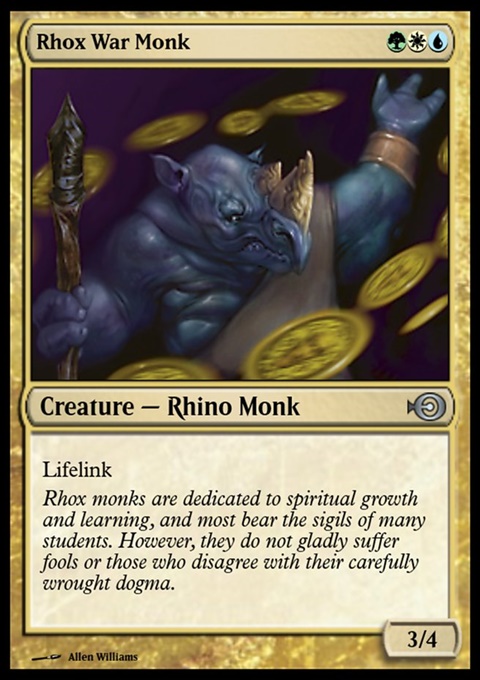 Rhox War Monk
Creature — Rhino Monk
Lifelink
Rhox monks are dedicated to spiritual growth
and learning, and most bear the sigils of many
students. However, they do not gladly suffer
fools or those who disagree with their carefully
wrought dogma.
3/4
Allen Williams